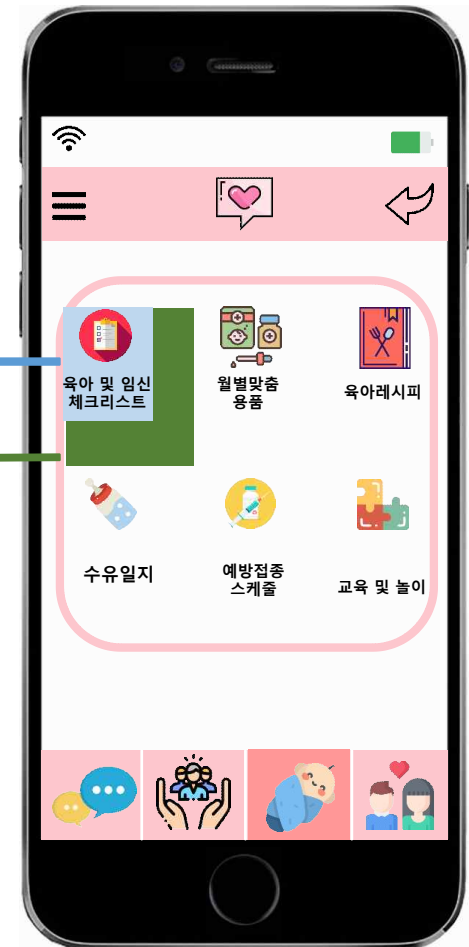 육아 및 임신
체크리스트
월별맞춤
용품
육아레시피
수유일지
예방접종
스케줄
교육 및 놀이